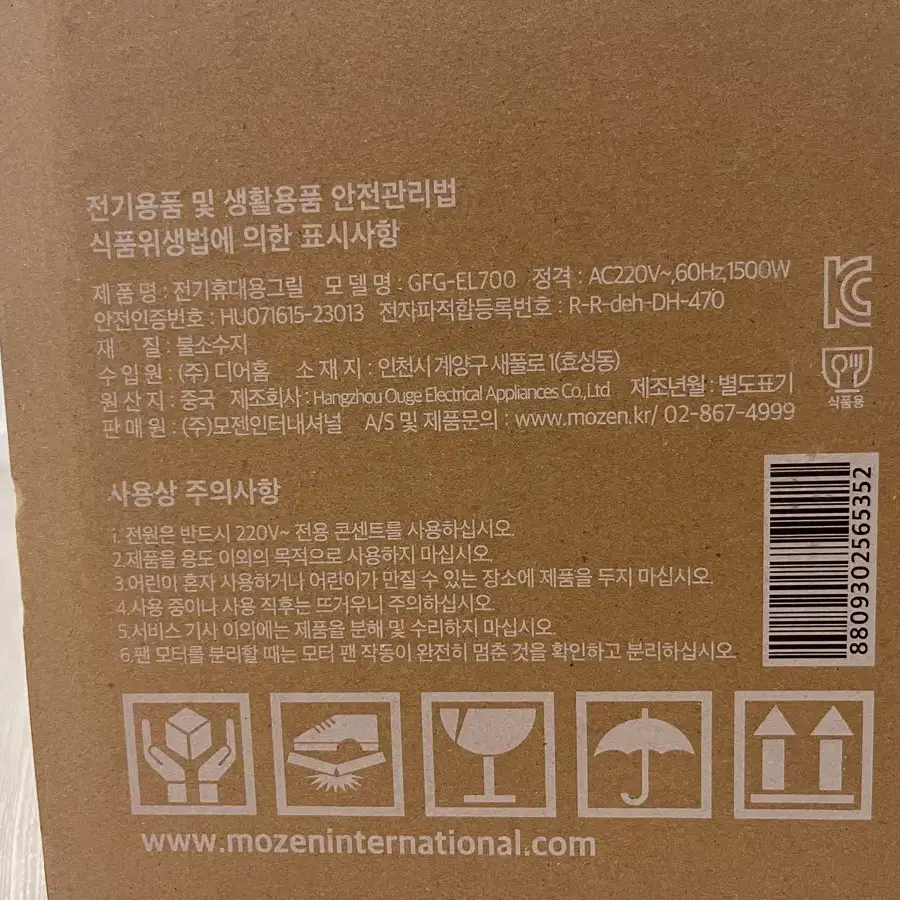 전기용품 및 생활용품 안전관리법
식품위생법에 의한 표시사항
제 품 명 : 전기휴대용그릴 모 델 명 : GFG-EL700 정격 : AC220V~,60Hz,1500W
안전인증번호 : HU071615-23013 전자파적합등록번호 : R-R-deh-DH-470
재 질 : 불소수지
수 입 원 : (주) 디어홈 소 재 지 : 인천시 계양구 새풀로 1(효성동)
원 산 지 : 중국 제조회사 : Hangzhou Ouge Electrical Appliances Co.,Ltd 제조년월 : 별도표기
판 매 원 : (주)모젠인터내셔널 A/S 및 제품문의 : www.mozen.kr/ 02-867-4999
식품용
사용상 주의사항
1. 전원은 반드시 220V~ 전용 콘센트를 사용하십시오.
2.제품을 용도 이외의 목적으로 사용하지 마십시오.
3.어린이 혼자 사용하거나 어린이가 만질 수 있는 장소에 제품을 두지 마십시오.
4.사용 중이나 사용 직후는 뜨거우니 주의하십시오.
5.서비스 기사 이외에는 제품을 분해 및 수리하지 마십시오.
6.팬 모터를 분리할 때는 모터 팬 작동이 완전히 멈춘 것을 확인하고 분리하십시오.
8809302565352
www.mozeninternational.com